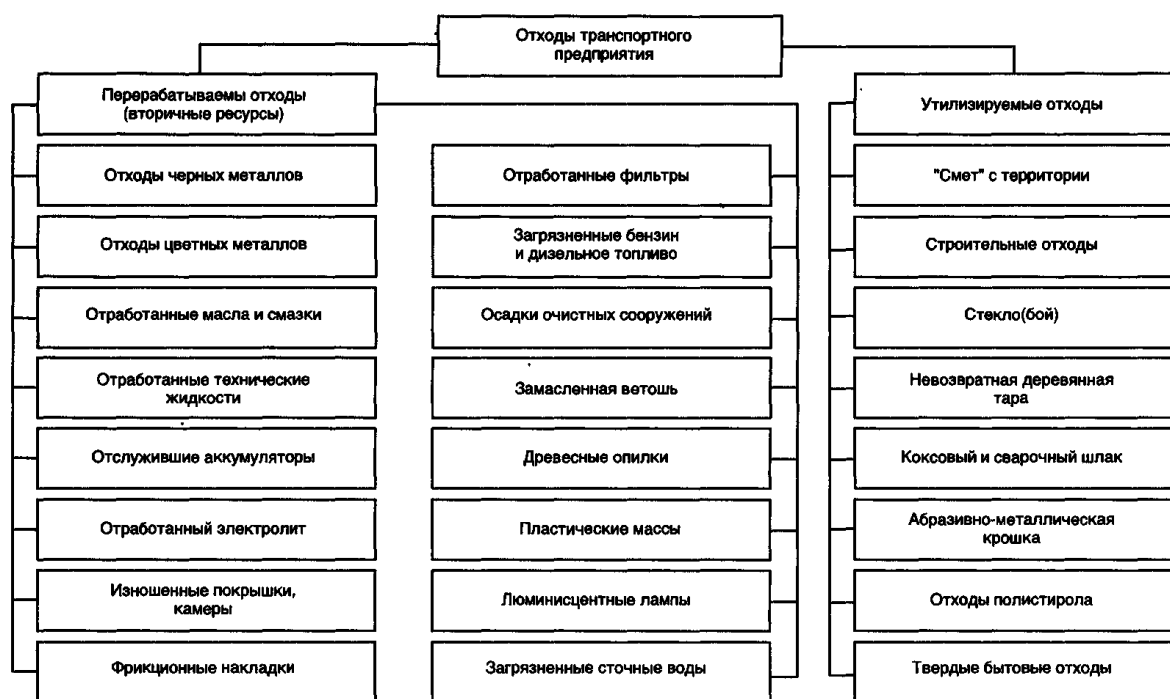 Отходы транспортного
предприятия
Перерабатываемы отходы
(вторичные ресурсы)
Утилизируемые отходы
Отходы черных металлов
Отработанные фильтры
"Смет" с территории
Отходы цветных металлов
Загрязненные бензин
и дизельное топливо
Строительные отходы
Отработанные масла и смазки
Осадки очистных сооружений
Стекло(бой)
Отработанные технические
жидкости
Замасленная ветошь
Невозвратная деревянная
тара
Отслужившие аккумуляторы
Древесные опилки
Коксовый и сварочный шлак
Отработанный электролит
Пластические массы
Абразивно-металлическая
крошка
Изношенные покрышки,
камеры
Люминисцентные лампы
Отходы полистирола
Фрикционные накладки
Загрязненные сточные воды
Твердые бытовые отходы